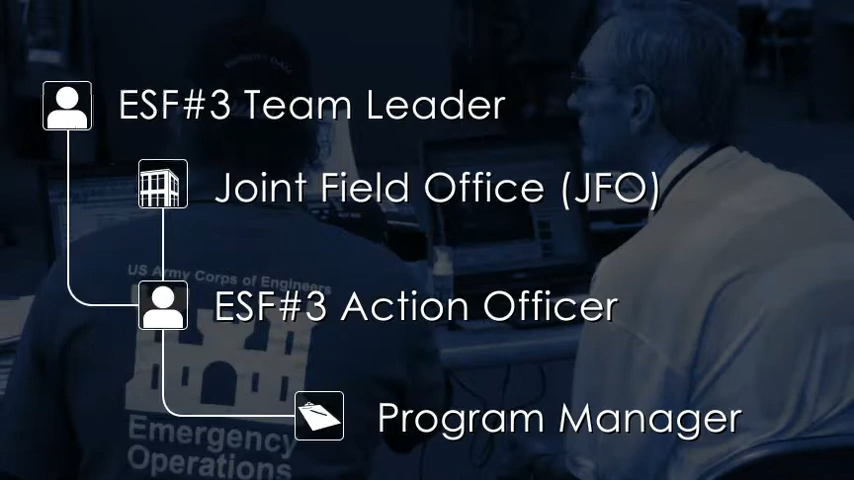 ESF#3 Team Leader
Joint Field Office (JFO)
US Army Corps of Engineers
ESF#3 Action Officer
Program Manager
Emergency
Operations